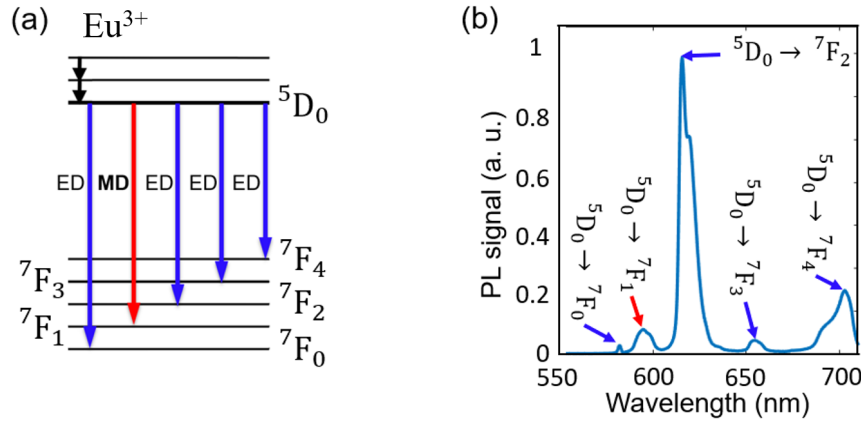 (a)
Eu³⁺
⁵D₀
ED
MD
ED
ED
ED
⁷F₄
⁷F₃
⁷F₂
⁷F₁
⁷F₀
(b)
PL signal (a. u.)
1
0.8
0.6
0.4
0.2
0
550
600
650
700
Wavelength (nm)
⁵D₀ → ⁷F₀
⁵D₀ → ⁷F₁
⁵D₀ → ⁷F₂
⁵D₀ → ⁷F₃
⁵D₀ → ⁷F₄